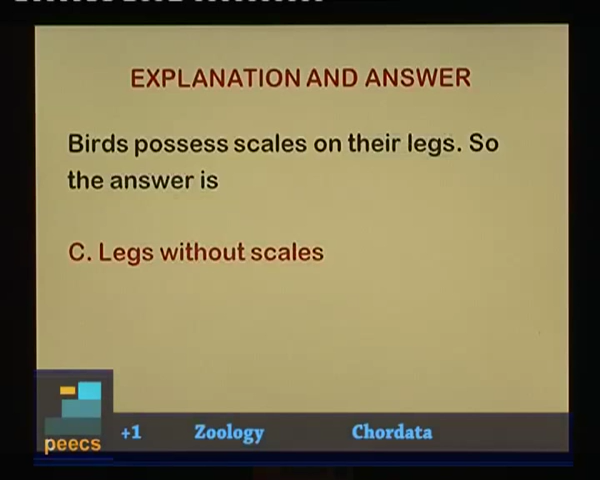 EXPLANATION AND ANSWER
Birds possess scales on their legs. So
the answer is
C. Legs without scales
peecs
+1 Zoology Chordata